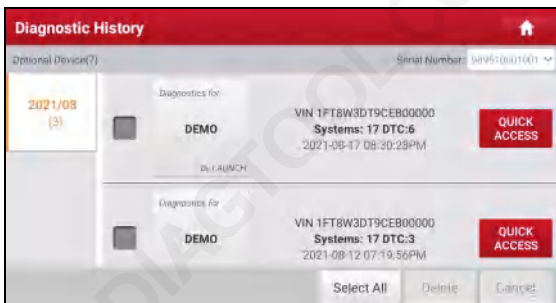 Diagnostic History
Optional Device(7)
Serial Number:
2021/08
(3)
Diagnostics for
DEMO
By LAUNCH
VIN 1FT8W3DT9CEB00000
Systems: 17 DTC:6
2021-08-17 08:30:28PM
QUICK
ACCESS
Diagnostics for
DEMO
VIN 1FT8W3DT9CEB00000
Systems: 17 DTC:3
2021-08-12 07:19:56PM
QUICK
ACCESS
Select All
Delete
Cancel